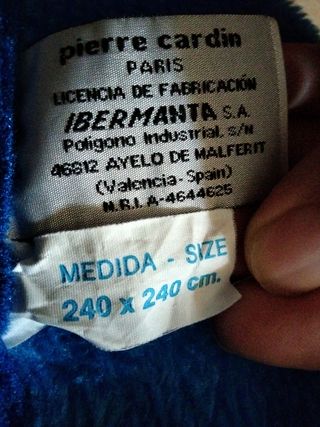 pierre cardin
PARIS
LICENCIA DE FABRICACIÓN
IBERMANTA S.A.
Poligono Industrial, s/n
46812 AYELO DE MALFERIT
(Valencia-Spain)
N.R.I. A-4644625
MEDIDA - SIZE
240 x 240 cm.